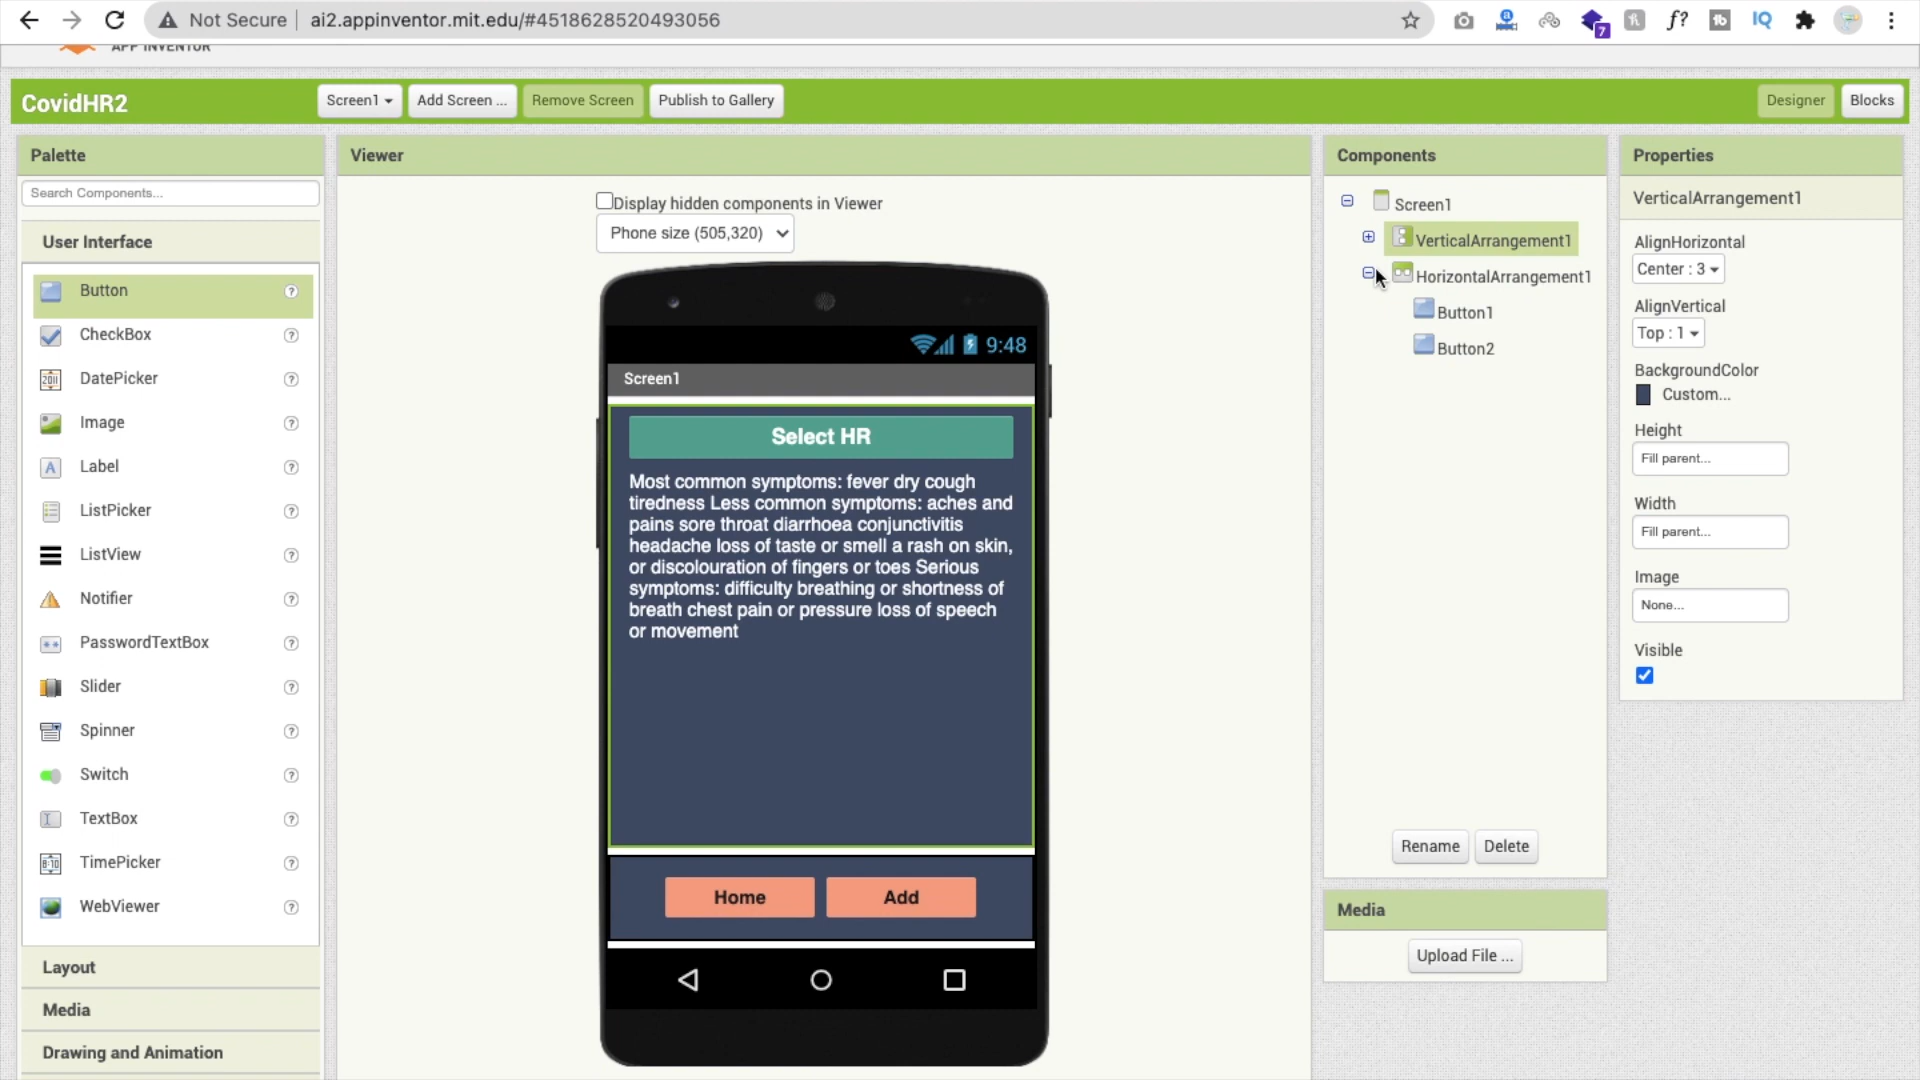 Not Secure
ai2.appinventor.mit.edu/#4518628520493056
7
f?
IQ
APP INVENTOR
CovidHR2
Screen1
Add Screen ...
Remove Screen
Publish to Gallery
Designer
Blocks
Palette
Search Components...
User Interface
Button
CheckBox
DatePicker
Image
Label
ListPicker
ListView
Notifier
PasswordTextBox
Slider
Spinner
Switch
TextBox
TimePicker
WebViewer
Layout
Media
Drawing and Animation
Viewer
Display hidden components in Viewer
Phone size (505,320)
9:48
Screen1
Select HR
Most common symptoms: fever dry cough
tiredness Less common symptoms: aches and
pains sore throat diarrhoea conjunctivitis
headache loss of taste or smell a rash on skin,
or discolouration of fingers or toes Serious
symptoms: difficulty breathing or shortness of
breath chest pain or pressure loss of speech
or movement
Home
Add
Components
Screen1
VerticalArrangement1
HorizontalArrangement1
Button1
Button2
Rename
Delete
Media
Upload File ...
Properties
VerticalArrangement1
AlignHorizontal
Center : 3
AlignVertical
Top : 1
BackgroundColor
Custom...
Height
Fill parent...
Width
Fill parent...
Image
None...
Visible